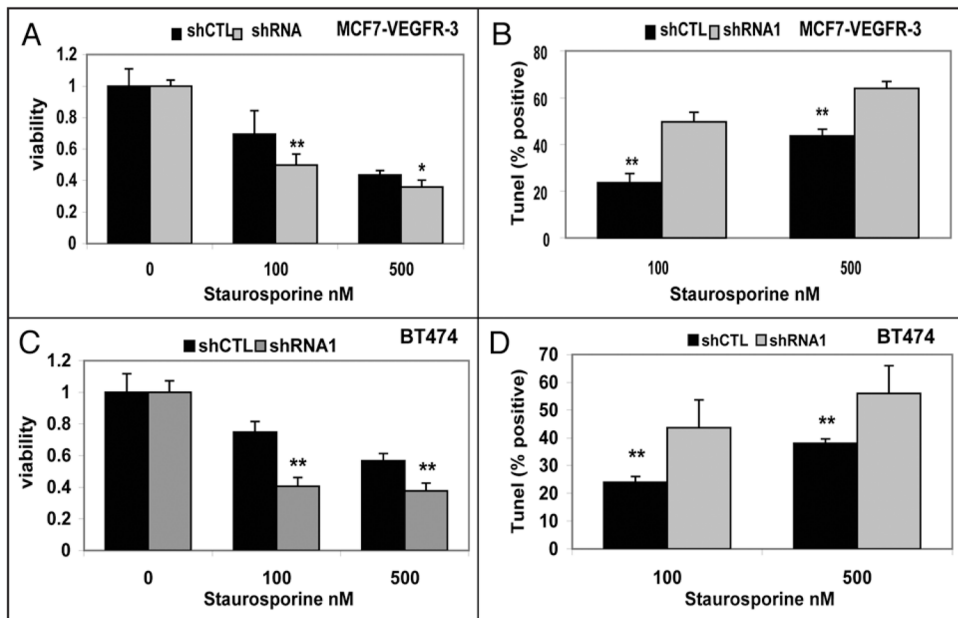 A
shCTL shRNA MCF7-VEGFR-3
viability
1.2
1
0.8
0.6
0.4
0.2
0
**
*
0 100 500
Staurosporine nM
B
shCTL shRNA1 MCF7-VEGFR-3
Tunel (% positive)
80
60
40
20
0
**
**
100 500
Staurosporine nM
C
shCTL shRNA1 BT474
viability
1.2
1
0.8
0.6
0.4
0.2
0
**
**
0 100 500
Staurosporine nM
D
shCTL shRNA1 BT474
Tunel (% positive)
70
60
50
40
30
20
10
0
**
**
100 500
Staurosporine nM